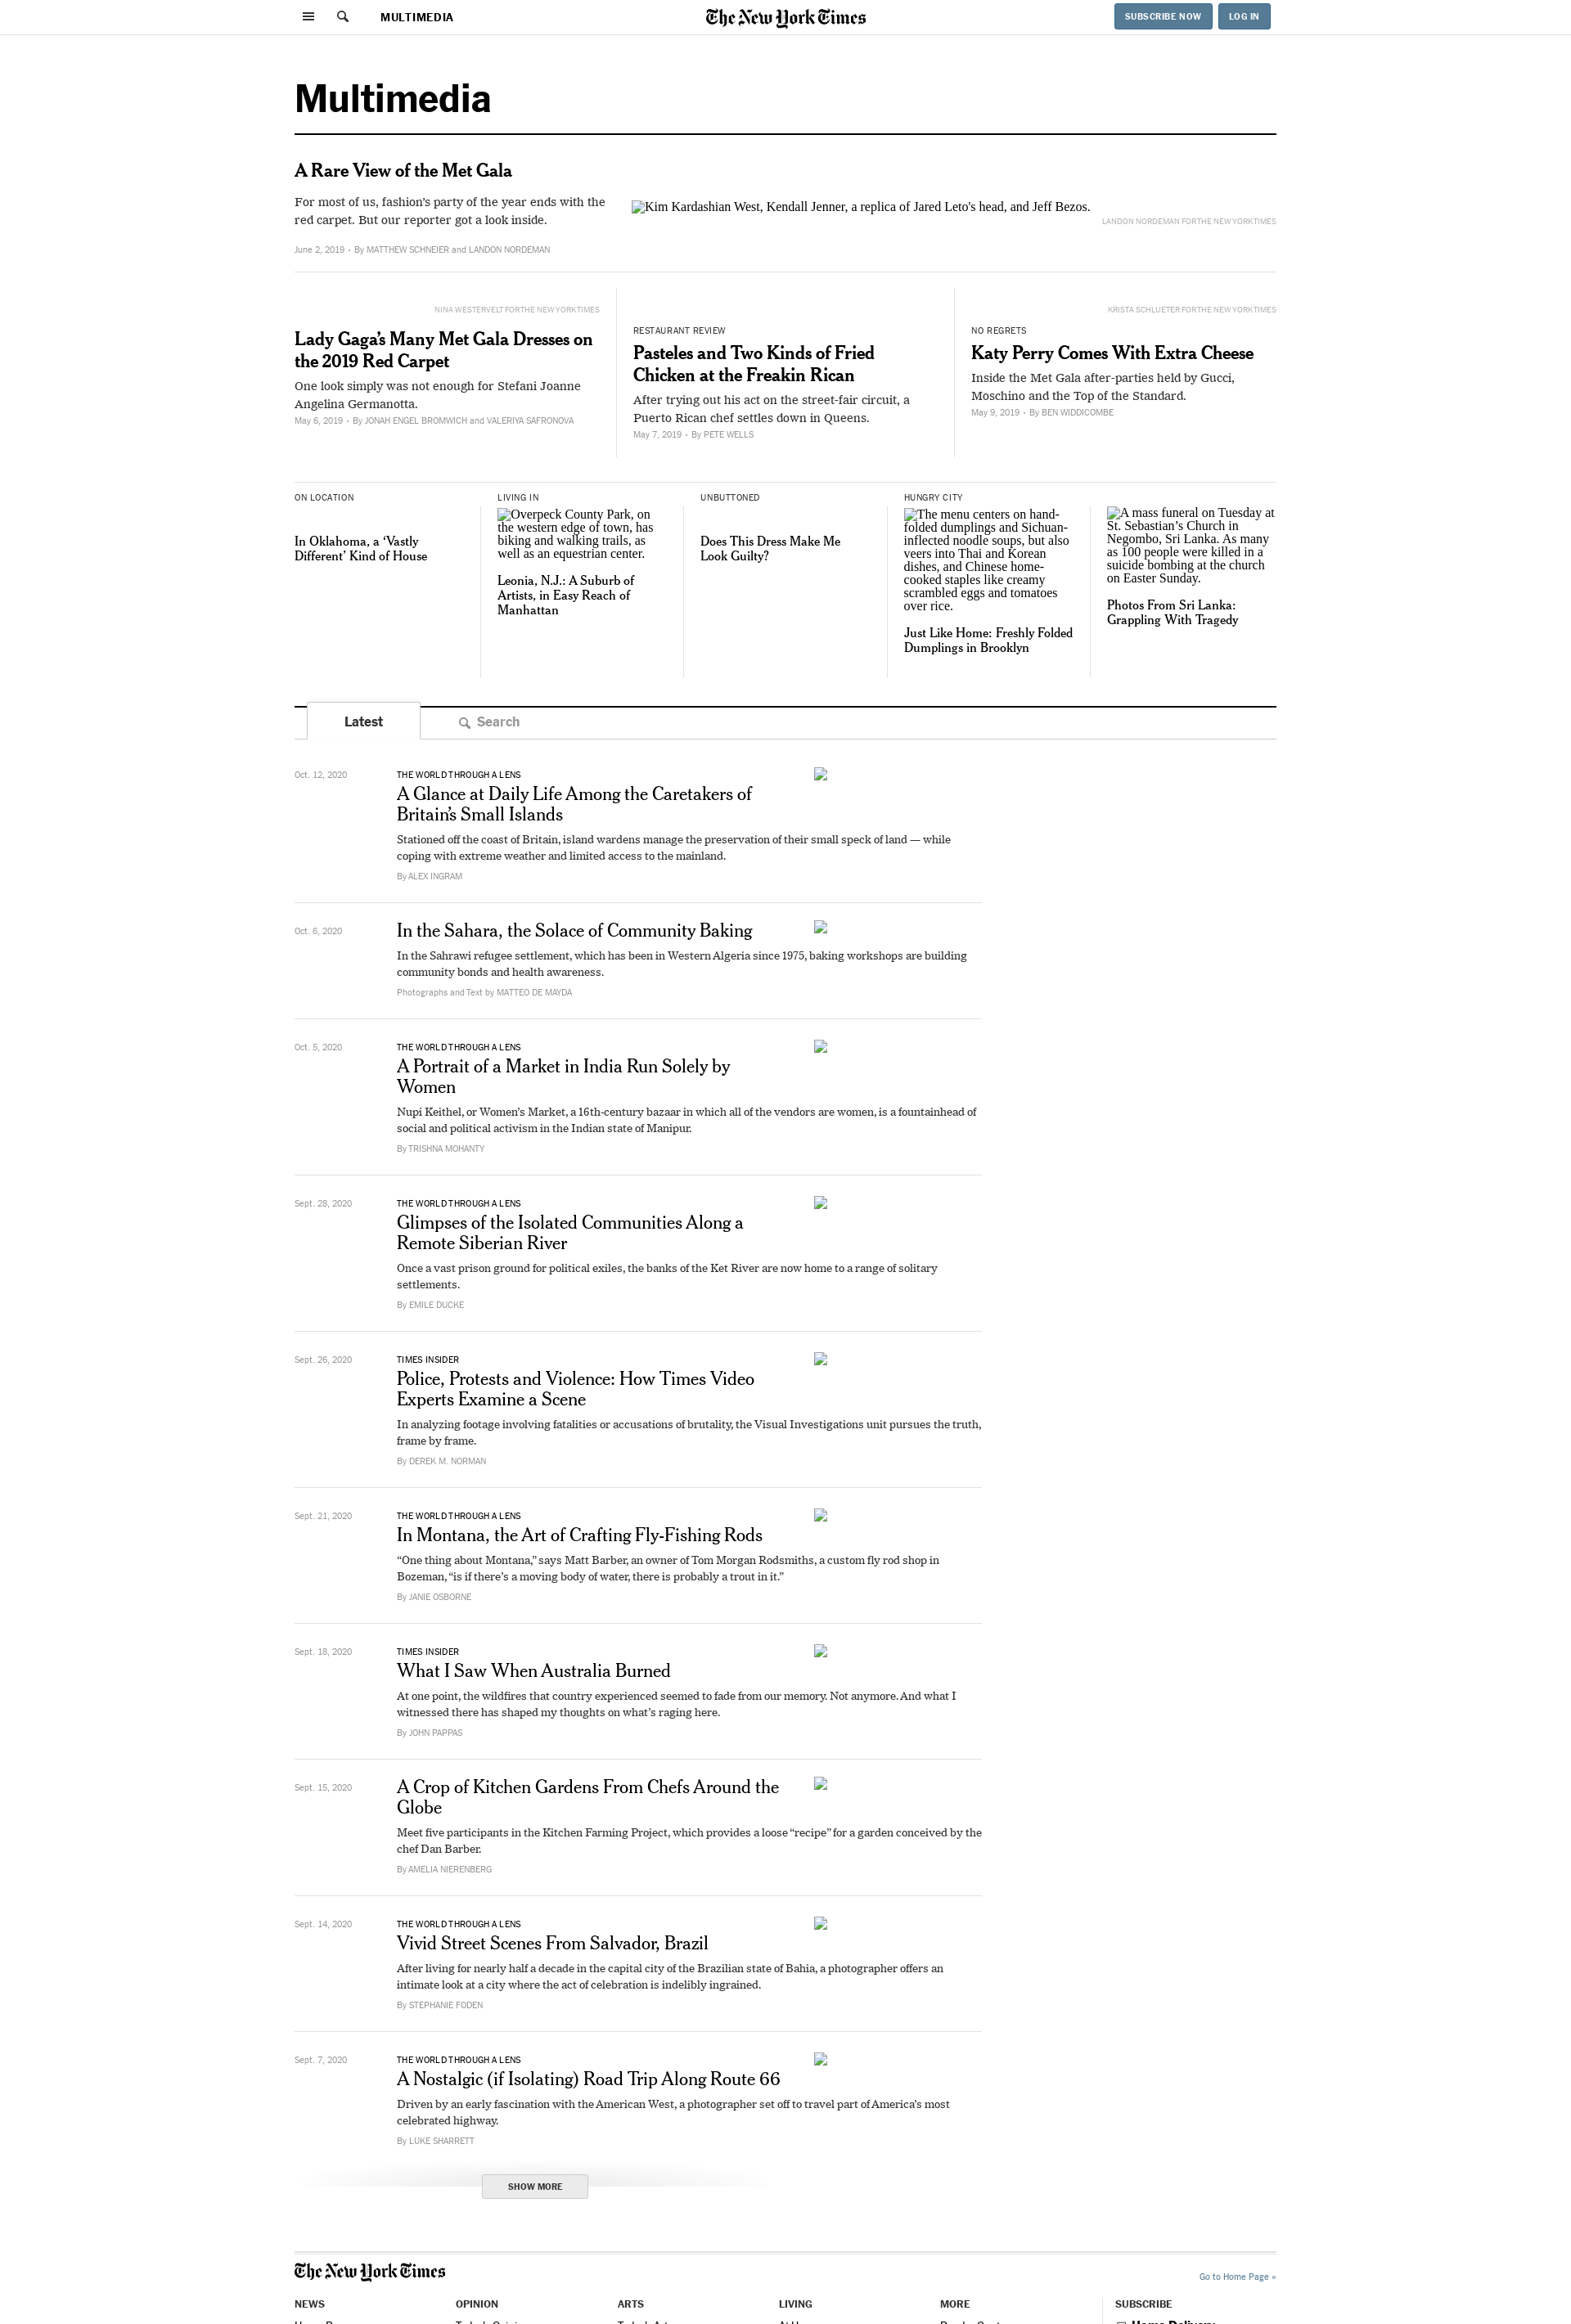 MULTIMEDIA
The New York Times
SUBSCRIBE NOW
LOG IN
Multimedia
A Rare View of the Met Gala
For most of us, fashion's party of the year ends with the
red carpet. But our reporter got a look inside.
June 2, 2019 • By MATTHEW SCHNEIER and LANDON NORDEMAN
Kim Kardashian West, Kendall Jenner, a replica of Jared Leto's head, and Jeff Bezos.
LANDON NORDEMAN FOR THE NEW YORK TIMES
NINA WESTERVELT FOR THE NEW YORK TIMES
Lady Gaga's Many Met Gala Dresses on
the 2019 Red Carpet
One look simply was not enough for Stefani Joanne
Angelina Germanotta.
May 6, 2019 • By JONAH ENGEL BROMWICH and VALERIYA SAFRONOVA
RESTAURANT REVIEW
Pasteles and Two Kinds of Fried
Chicken at the Freakin Rican
After trying out his act on the street-fair circuit, a
Puerto Rican chef settles down in Queens.
May 7, 2019 • By PETE WELLS
KRISTA SCHLUETER FOR THE NEW YORK TIMES
NO REGRETS
Katy Perry Comes With Extra Cheese
Inside the Met Gala after-parties held by Gucci,
Moschino and the Top of the Standard.
May 9, 2019 • By BEN WIDDICOMBE
ON LOCATION
In Oklahoma, a ‘Vastly
Different’ Kind of House
LIVING IN
Overpeck County Park, on
the western edge of town, has
biking and walking trails, as
well as an equestrian center.
Leonia, N.J.: A Suburb of
Artists, in Easy Reach of
Manhattan
UNBUTTONED
Does This Dress Make Me
Look Guilty?
HUNGRY CITY
The menu centers on hand-
folded dumplings and Sichuan-
inflected noodle soups, but also
veers into Thai and Korean
dishes, and Chinese home-
cooked staples like creamy
scrambled eggs and tomatoes
over rice.
Just Like Home: Freshly Folded
Dumplings in Brooklyn
A mass funeral on Tuesday at
St. Sebastian’s Church in
Negombo, Sri Lanka. As many
as 100 people were killed in a
suicide bombing at the church
on Easter Sunday.
Photos From Sri Lanka:
Grappling With Tragedy
Latest
Search
Oct. 12, 2020
THE WORLD THROUGH A LENS
A Glance at Daily Life Among the Caretakers of
Britain’s Small Islands
Stationed off the coast of Britain, island wardens manage the preservation of their small speck of land — while
coping with extreme weather and limited access to the mainland.
By ALEX INGRAM
Oct. 6, 2020
In the Sahara, the Solace of Community Baking
In the Sahrawi refugee settlement, which has been in Western Algeria since 1975, baking workshops are building
community bonds and health awareness.
Photographs and Text by MATTEO DE MAYDA
Oct. 5, 2020
THE WORLD THROUGH A LENS
A Portrait of a Market in India Run Solely by
Women
Nupi Keithel, or Women’s Market, a 16th-century bazaar in which all of the vendors are women, is a fountainhead of
social and political activism in the Indian state of Manipur.
By TRISHNA MOHANTY
Sept. 28, 2020
THE WORLD THROUGH A LENS
Glimpses of the Isolated Communities Along a
Remote Siberian River
Once a vast prison ground for political exiles, the banks of the Ket River are now home to a range of solitary
settlements.
By EMILE DUCKE
Sept. 26, 2020
TIMES INSIDER
Police, Protests and Violence: How Times Video
Experts Examine a Scene
In analyzing footage involving fatalities or accusations of brutality, the Visual Investigations unit pursues the truth,
frame by frame.
By DEREK M. NORMAN
Sept. 21, 2020
THE WORLD THROUGH A LENS
In Montana, the Art of Crafting Fly-Fishing Rods
“One thing about Montana,” says Matt Barber, an owner of Tom Morgan Rodsmiths, a custom fly rod shop in
Bozeman, “is if there’s a moving body of water, there is probably a trout in it.”
By JANIE OSBORNE
Sept. 18, 2020
TIMES INSIDER
What I Saw When Australia Burned
At one point, the wildfires that country experienced seemed to fade from our memory. Not anymore. And what I
witnessed there has shaped my thoughts on what’s raging here.
By JOHN PAPPAS
Sept. 15, 2020
A Crop of Kitchen Gardens From Chefs Around the
Globe
Meet five participants in the Kitchen Farming Project, which provides a loose “recipe” for a garden conceived by the
chef Dan Barber.
By AMELIA NIERENBERG
Sept. 14, 2020
THE WORLD THROUGH A LENS
Vivid Street Scenes From Salvador, Brazil
After living for nearly half a decade in the capital city of the Brazilian state of Bahia, a photographer offers an
intimate look at a city where the act of celebration is indelibly ingrained.
By STEPHANIE FODEN
Sept. 7, 2020
THE WORLD THROUGH A LENS
A Nostalgic (if Isolating) Road Trip Along Route 66
Driven by an early fascination with the American West, a photographer set off to travel part of America’s most
celebrated highway.
By LUKE SHARRETT
SHOW MORE
The New York Times
Go to Home Page »
NEWS
OPINION
ARTS
LIVING
MORE
SUBSCRIBE